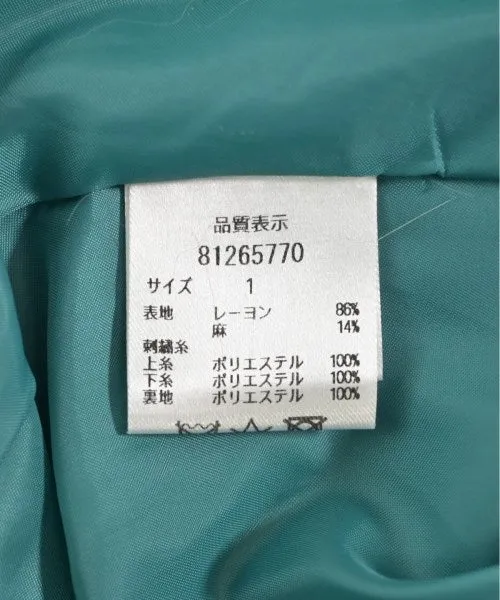 品質表示
81265770
サイズ 1
表地 レーヨン 86%
麻 14%
刺繍糸
上糸 ポリエステル 100%
下糸 ポリエステル 100%
裏地 ポリエステル 100%